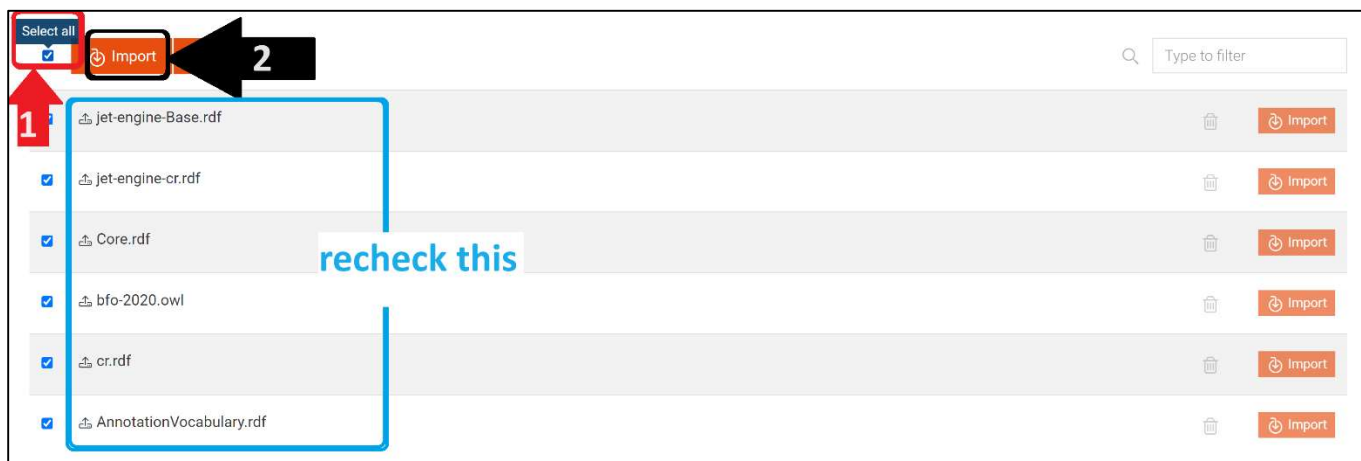 Select all
Import
2
Type to filter
1
jet-engine-Base.rdf
Import
jet-engine-cr.rdf
Import
Core.rdf
Import
recheck this
bfo-2020.owl
Import
cr.rdf
Import
AnnotationVocabulary.rdf
Import